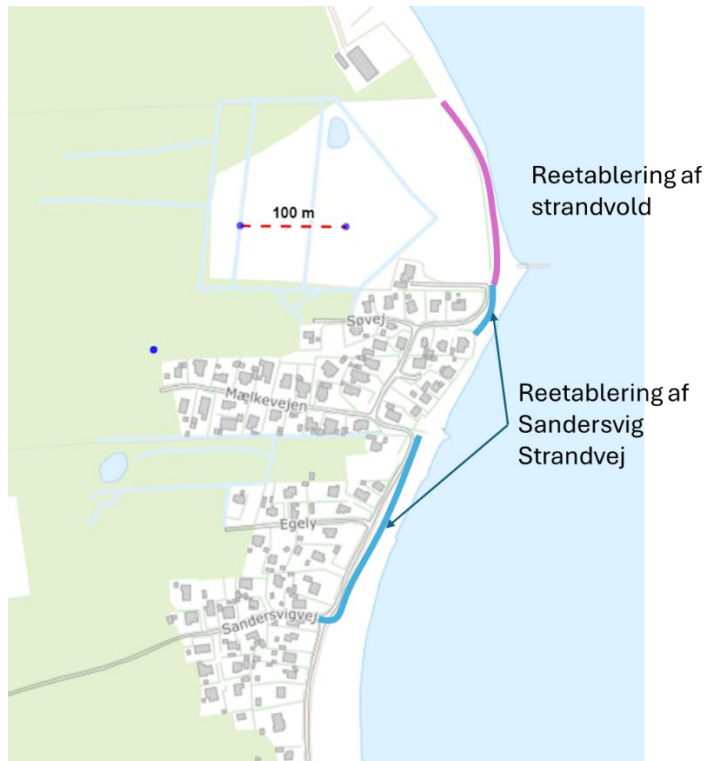 Reetablering af
strandvold
100 m
Søvej
Mælkevejen
Reetablering af
Sandersvig
Strandvej
Egely
Sandersvigvej